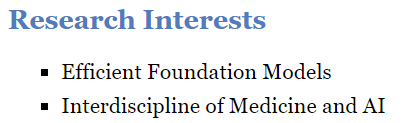 Research Interests
▪ Efficient Foundation Models
▪ Interdiscipline of Medicine and AI